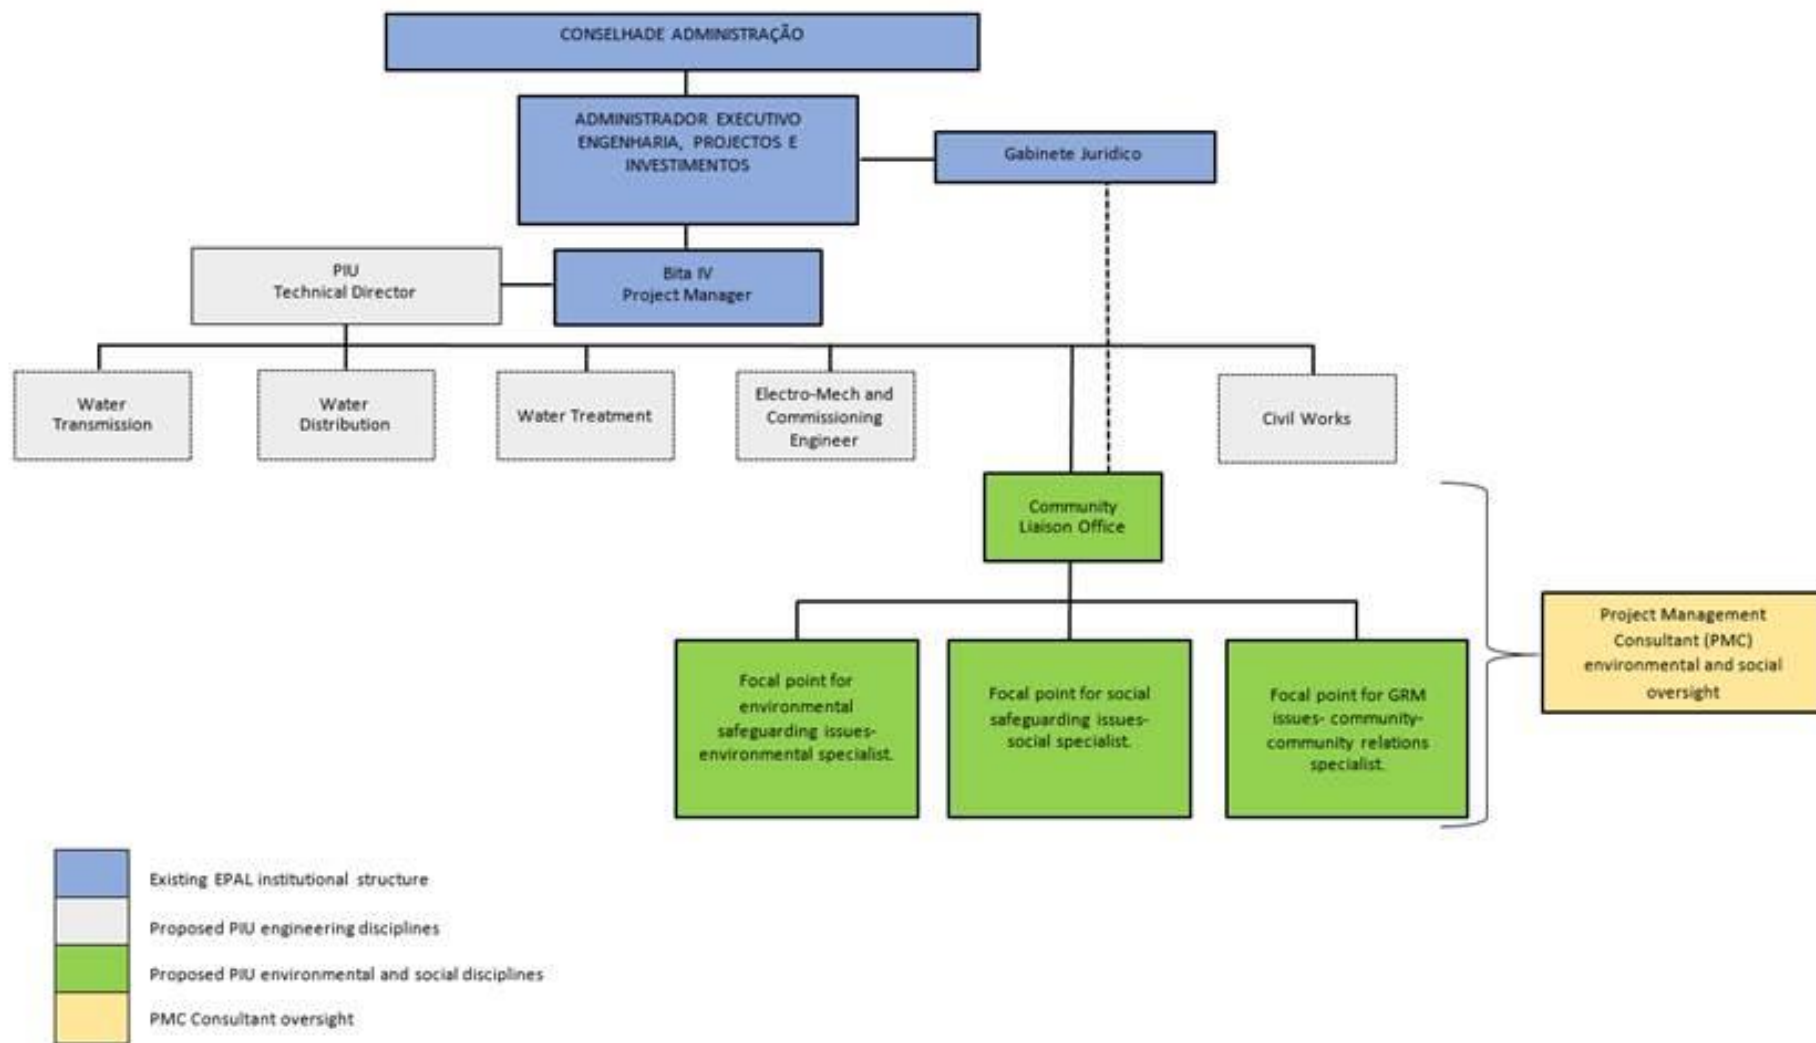 CONSELHADE ADMINISTRAÇÃO
ADMINISTRADOR EXECUTIVO
ENGENHARIA, PROJECTOS E
INVESTIMENTOS
Gabinete Juridico
PIU
Technical Director
Bita IV
Project Manager
Water
Transmission
Water
Distribution
Water Treatment
Electro-Mech and
Commissioning
Engineer
Civil Works
Community
Liaison Office
Project Management
Consultant (PMC)
environmental and social
oversight
Focal point for
environmental
safeguarding issues-
environmental specialist.
Focal point for social
safeguarding issues-
social specialist.
Focal point for GRM
issues- community-
community relations
specialist.
Existing EPAL institutional structure
Proposed PIU engineering disciplines
Proposed PIU environmental and social disciplines
PMC Consultant oversight